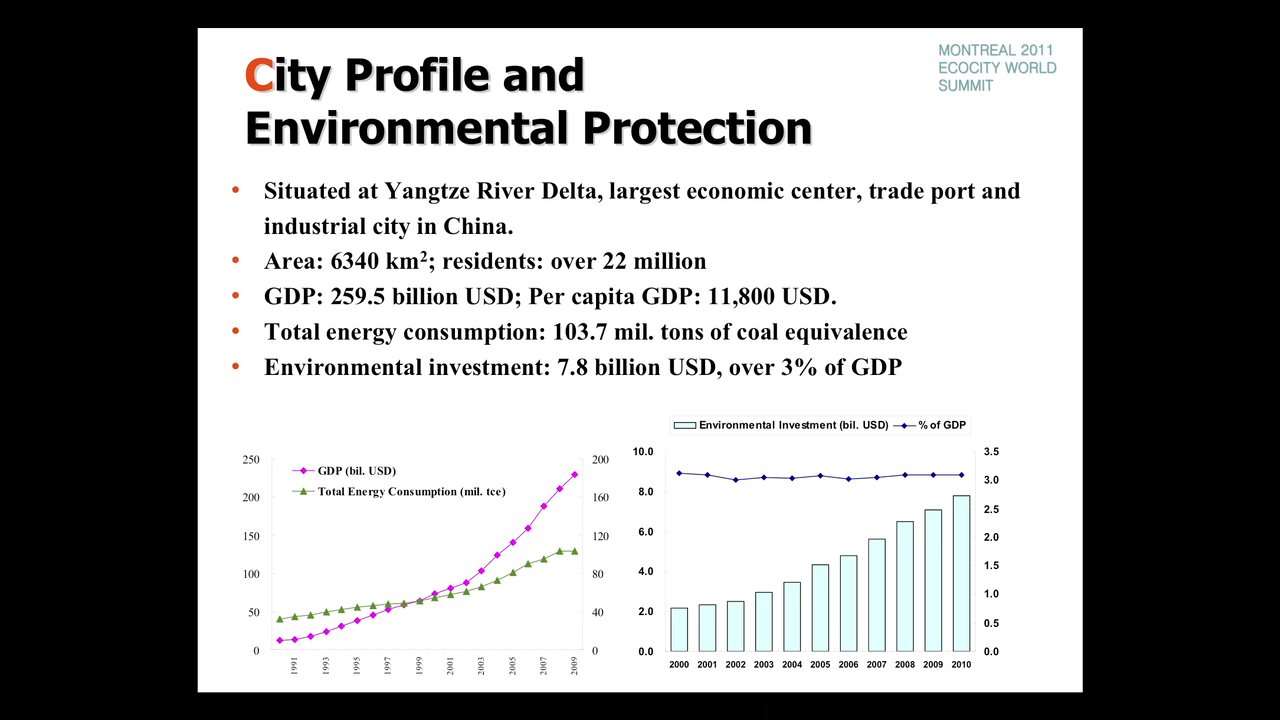 City Profile and
Environmental Protection
MONTREAL 2011
ECOCITY WORLD
SUMMIT
• Situated at Yangtze River Delta, largest economic center, trade port and
industrial city in China.
• Area: 6340 km²; residents: over 22 million
• GDP: 259.5 billion USD; Per capita GDP: 11,800 USD.
• Total energy consumption: 103.7 mil. tons of coal equivalence
• Environmental investment: 7.8 billion USD, over 3% of GDP
GDP (bil. USD)
Total Energy Consumption (mil. tce)
250
200
150
100
50
0
200
160
120
80
40
0
1991 1993 1995 1997 1999 2001 2003 2005 2007 2009
Environmental Investment (bil. USD) % of GDP
10.0
8.0
6.0
4.0
2.0
0.0
3.5
3.0
2.5
2.0
1.5
1.0
0.5
0.0
2000 2001 2002 2003 2004 2005 2006 2007 2008 2009 2010